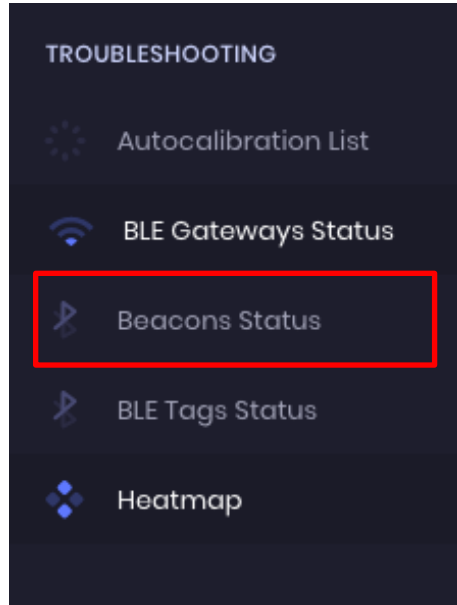 TROUBLESHOOTING
Autocalibration List
BLE Gateways Status
Beacons Status
BLE Tags Status
Heatmap